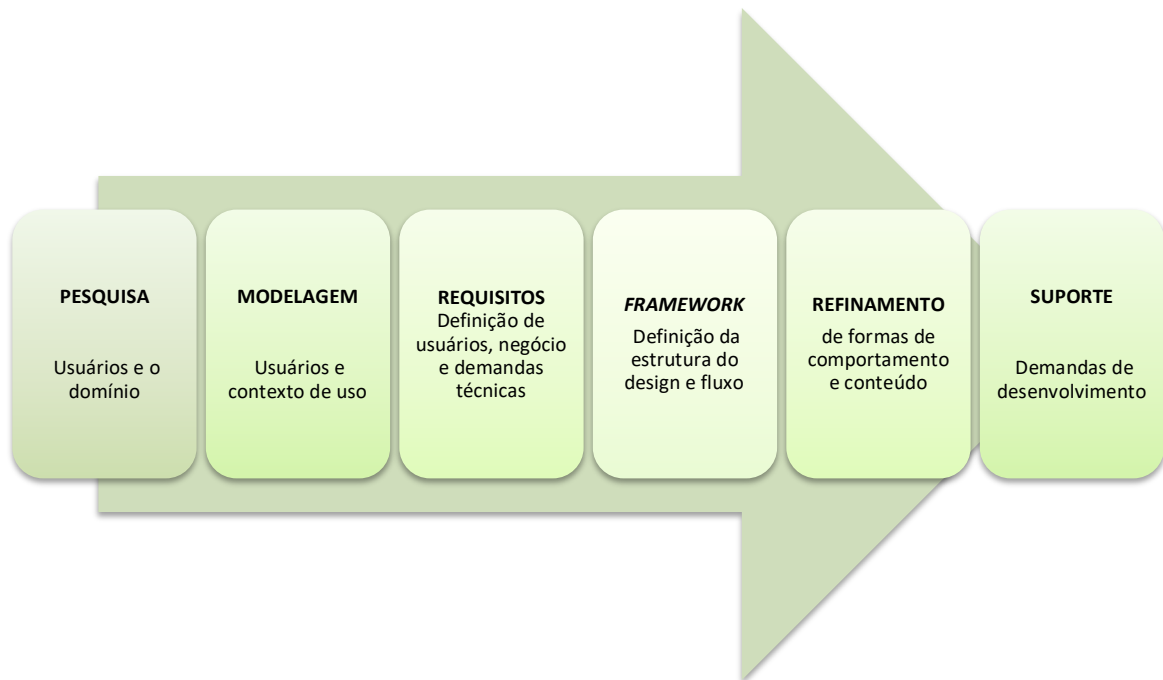 PESQUISA
Usuários e o
domínio
MODELAGEM
Usuários e
contexto de uso
REQUISITOS
Definição de
usuários, negócio
e demandas
técnicas
FRAMEWORK
Definição da
estrutura do
design e fluxo
REFINAMENTO
de formas de
comportamento
e conteúdo
SUPORTE
Demandas de
desenvolvimento